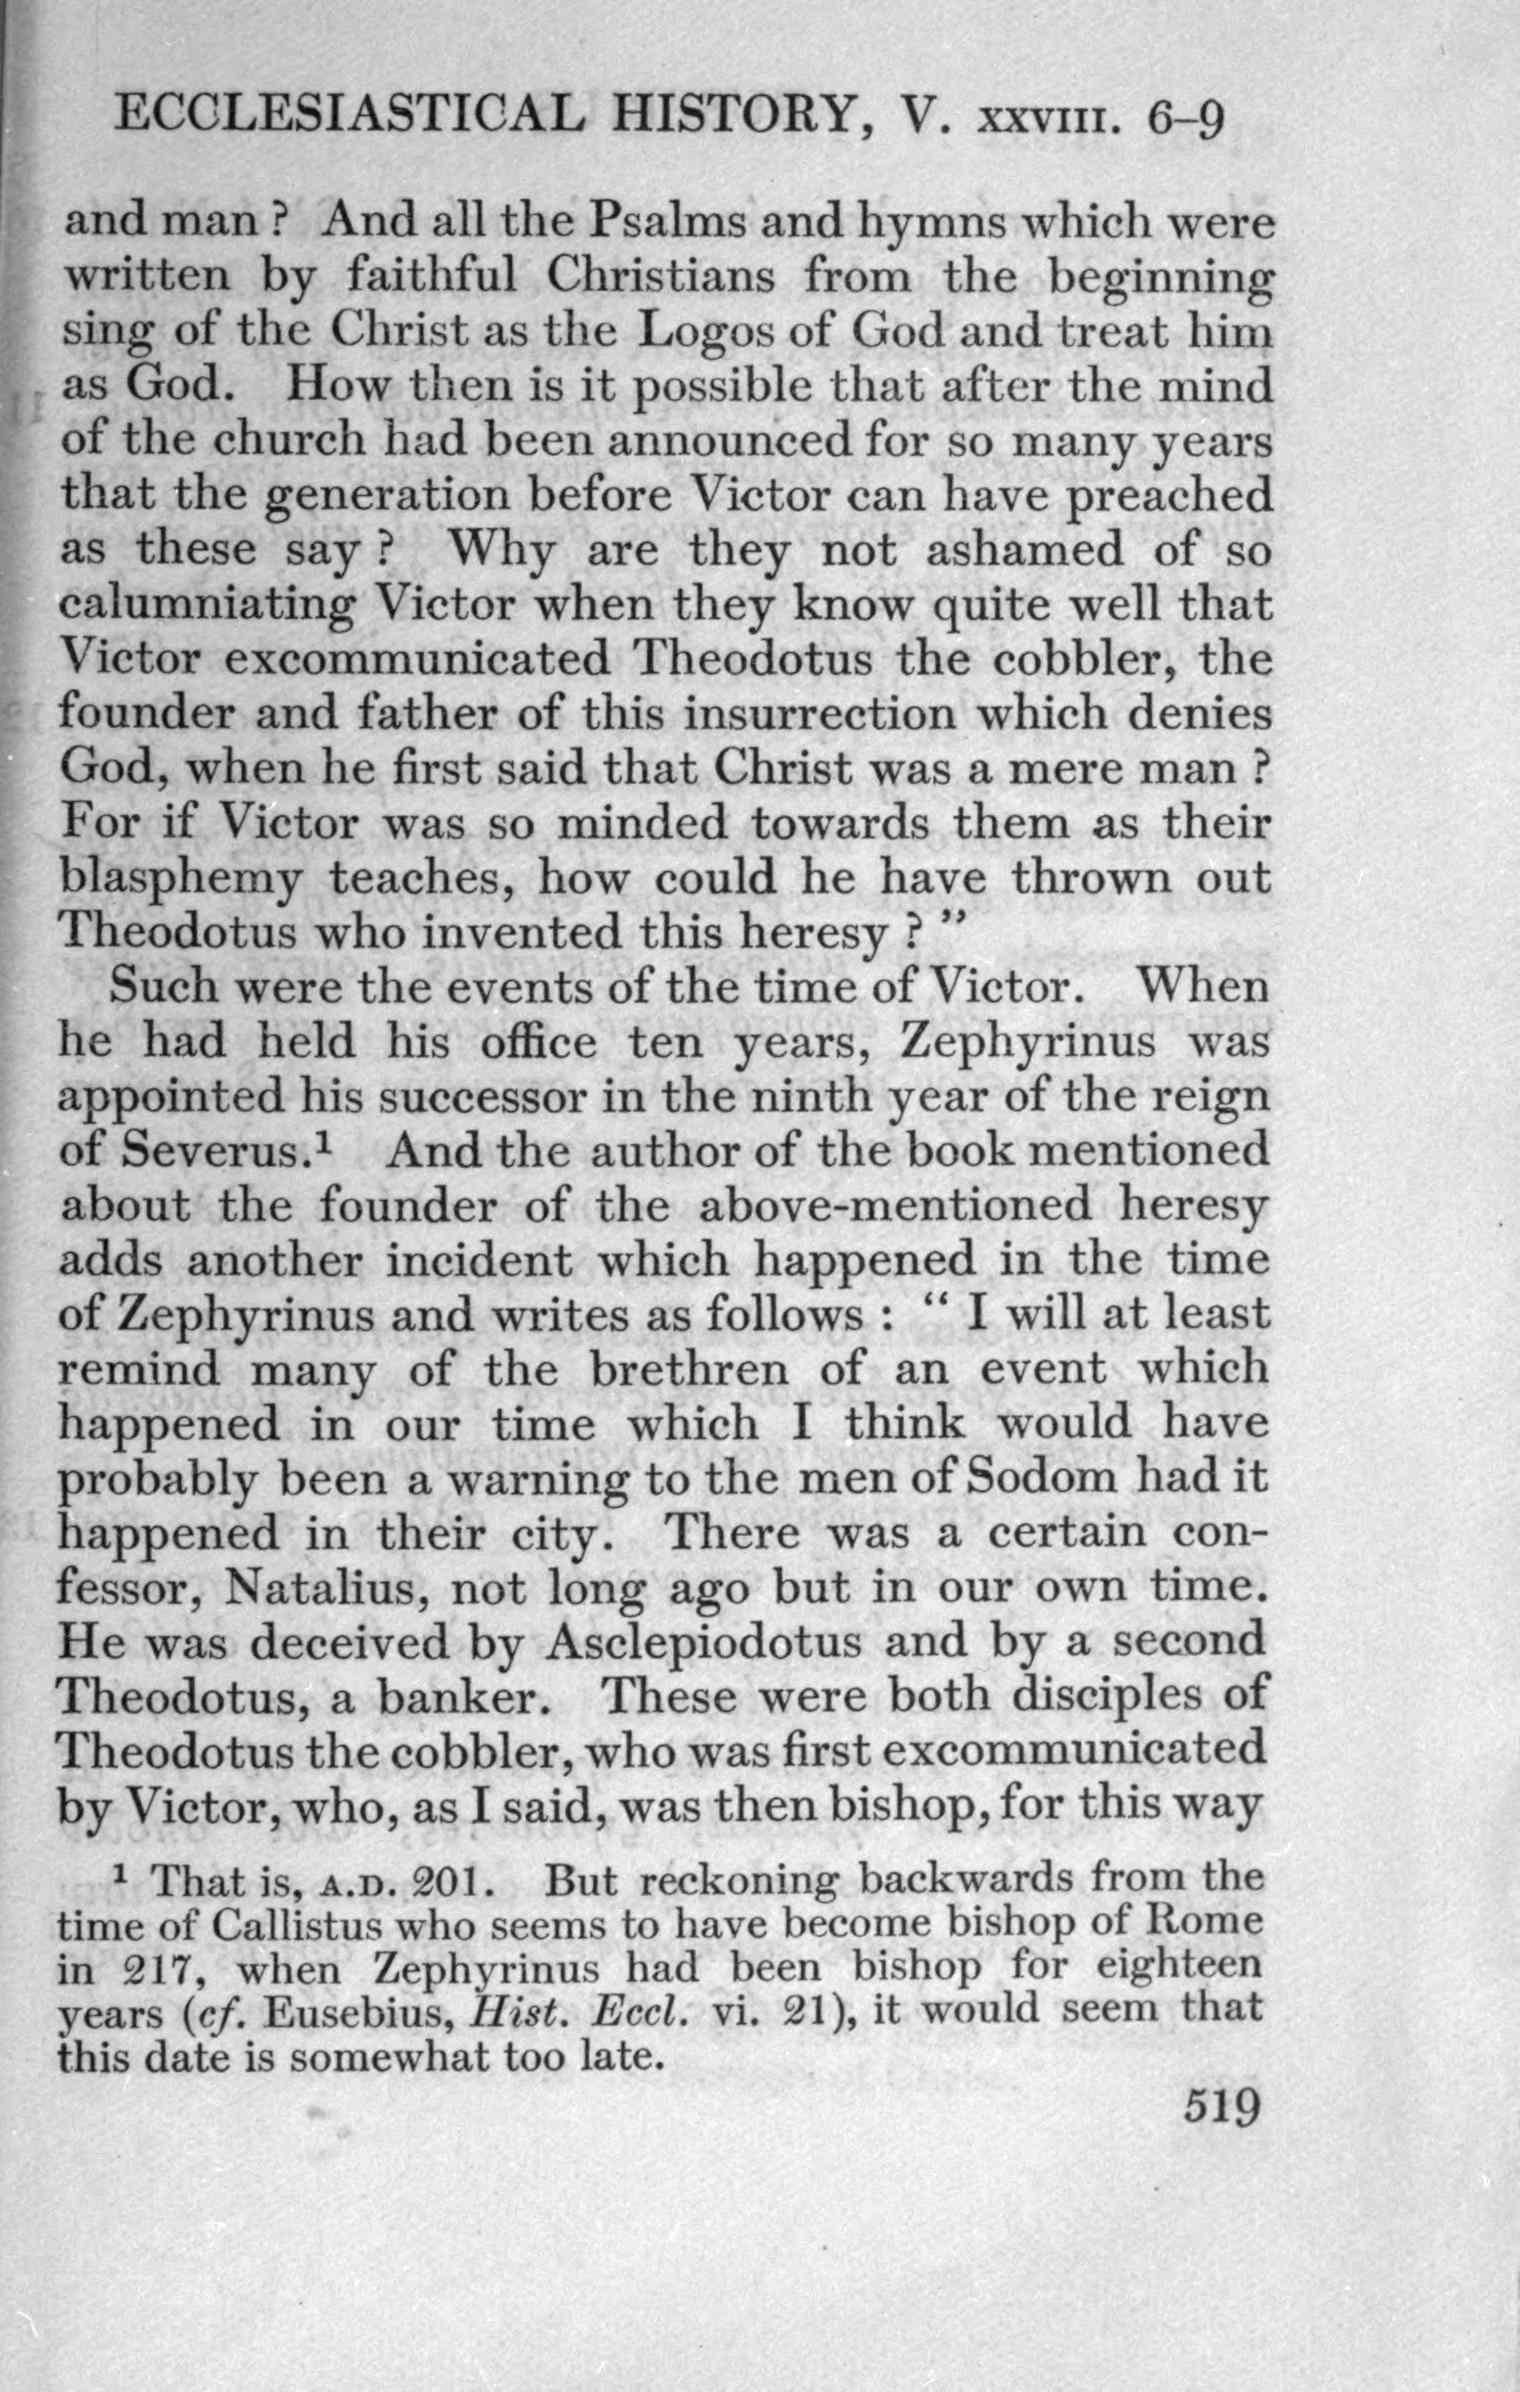 ECCLESIASTICAL HISTORY, V. XXVIII. 6–9
and man ? And all the Psalms and hymns which were
written by faithful Christians from the beginning
sing of the Christ as the Logos of God and treat him
as God. How then is it possible that after the mind
of the church had been announced for so many years
that the generation before Victor can have preached
as these say ? Why are they not ashamed of so
calumniating Victor when they know quite well that
Victor excommunicated Theodotus the cobbler, the
founder and father of this insurrection which denies
God, when he first said that Christ was a mere man ?
For if Victor was so minded towards them as their
blasphemy teaches, how could he have thrown out
Theodotus who invented this heresy ? ”
Such were the events of the time of Victor. When
he had held his office ten years, Zephyrinus was
appointed his successor in the ninth year of the reign
of Severus.¹ And the author of the book mentioned
about the founder of the above-mentioned heresy
adds another incident which happened in the time
of Zephyrinus and writes as follows : “ I will at least
remind many of the brethren of an event which
happened in our time which I think would have
probably been a warning to the men of Sodom had it
happened in their city. There was a certain con-
fessor, Natalius, not long ago but in our own time.
He was deceived by Asclepiodotus and by a second
Theodotus, a banker. These were both disciples of
Theodotus the cobbler, who was first excommunicated
by Victor, who, as I said, was then bishop, for this way
¹ That is, A.D. 201. But reckoning backwards from the
time of Callistus who seems to have become bishop of Rome
in 217, when Zephyrinus had been bishop for eighteen
years (cf. Eusebius, Hist. Eccl. vi. 21), it would seem that
this date is somewhat too late.
519